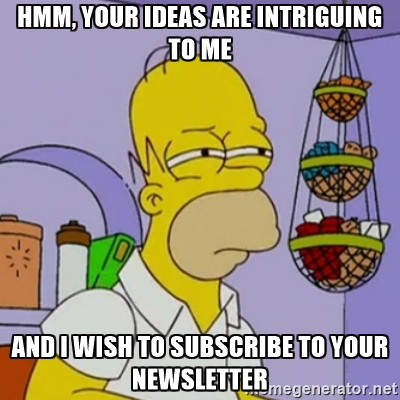 HMM, YOUR IDEAS ARE INTRIGUING
TO ME
AND I WISH TO SUBSCRIBE TO YOUR
NEWSLETTER
memegenerator.net